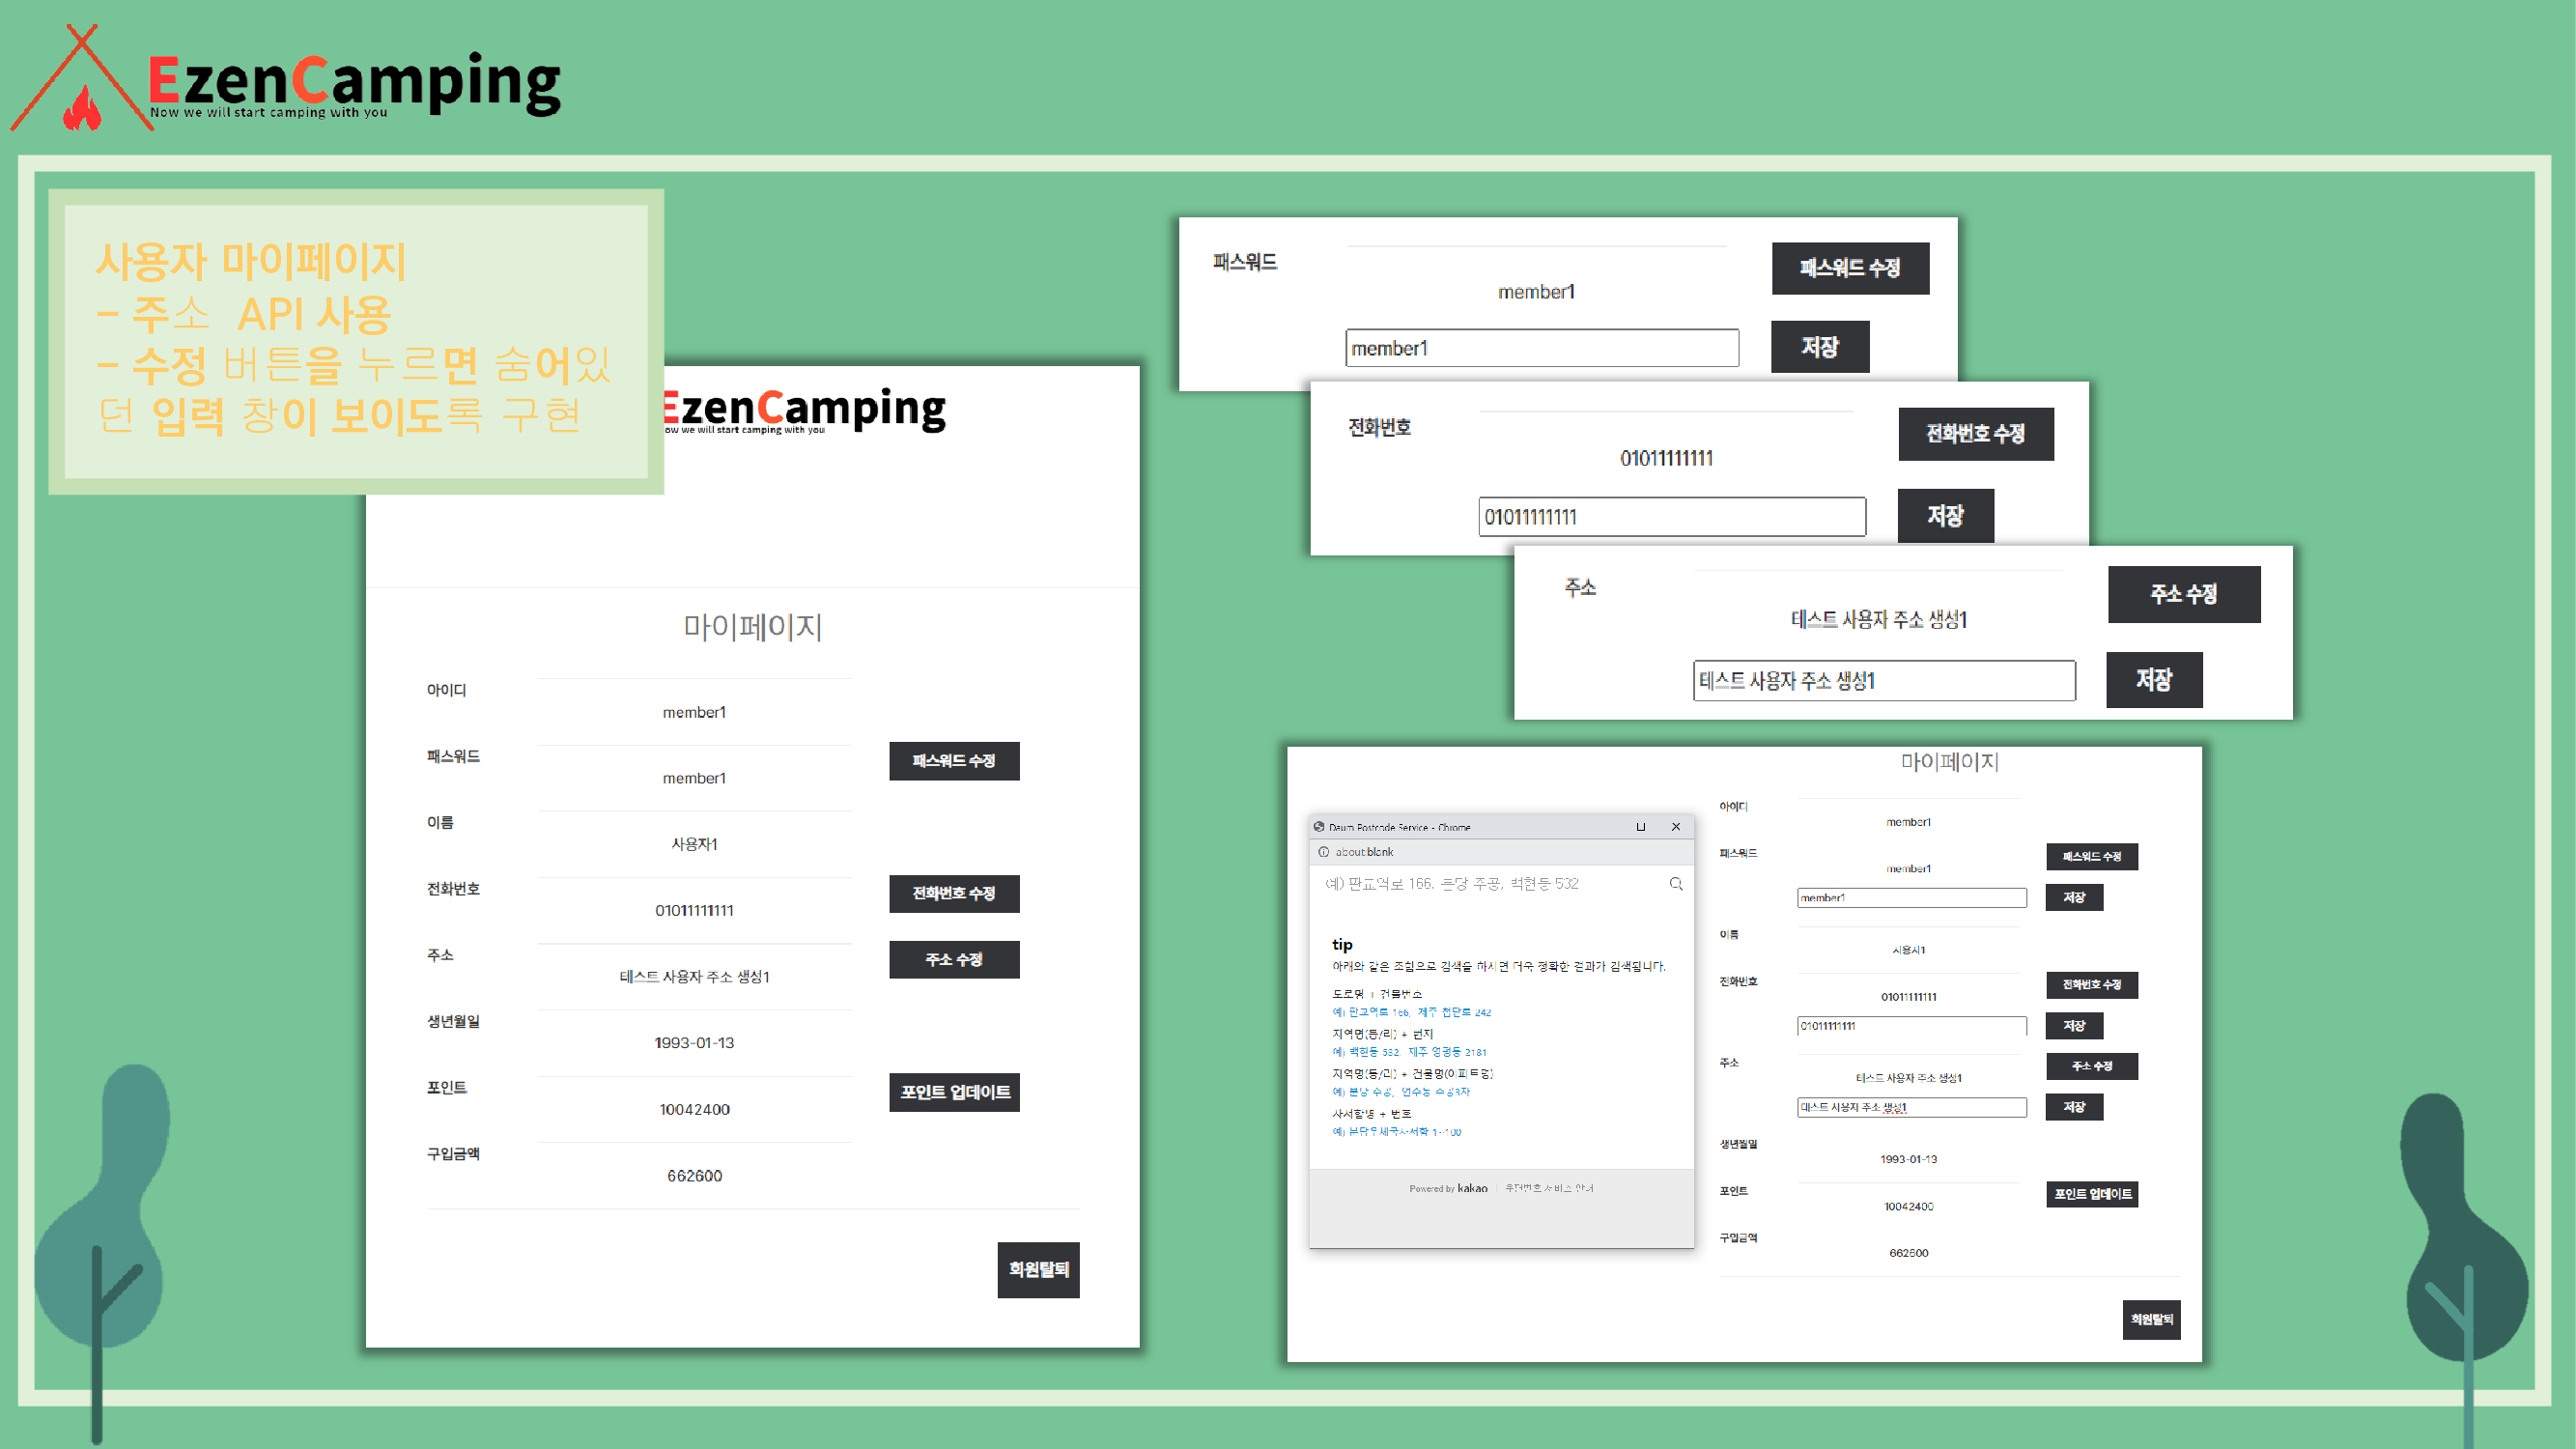 EzenCamping
Now we will start camping with you
사용자 마이페이지
- 주소 API 사용
- 수정 버튼을 누르면 숨어있
던 입력 창이 보이도록 구현
EzenCamping
ow we will start camping with you
마이페이지
아이디
member1
패스워드
member1
패스워드 수정
이름
사용자1
전화번호
01011111111
전화번호 수정
주소
테스트 사용자 주소 생성1
주소 수정
생년월일
1993-01-13
포인트
10042400
포인트 업데이트
구입금액
662600
회원탈퇴
패스워드
member1
패스워드 수정
member1
저장
전화번호
01011111111
전화번호 수정
01011111111
저장
주소
테스트 사용자 주소 생성1
주소 수정
테스트 사용자 주소 생성1
저장
Daum Postcode Service - Chrome
about:blank
예) 판교역로 166, 분당 주공, 백현동 532
tip
아래와 같은 조합으로 검색을 하시면 더욱 정확한 결과가 검색됩니다.
도로명 + 건물번호
예) 판교역로 166, 제주 첨단로 242
지역명(동/리) + 번지
예) 백현동 532, 제주 영평동 2181
지역명(동/리) + 건물명(아파트명)
예) 분당 주공, 연수동 주공3차
사서함명 + 번호
예) 분당우체국사서함 1~100
Powered by kakao | 우편번호 서비스 안내
마이페이지
아이디
member1
패스워드
member1
패스워드 수정
member1
저장
이름
사용자1
전화번호
01011111111
전화번호 수정
01011111111
저장
주소
테스트 사용자 주소 생성1
주소 수정
테스트 사용자 주소 생성1
저장
생년월일
1993-01-13
포인트
10042400
포인트 업데이트
구입금액
662600
회원탈퇴